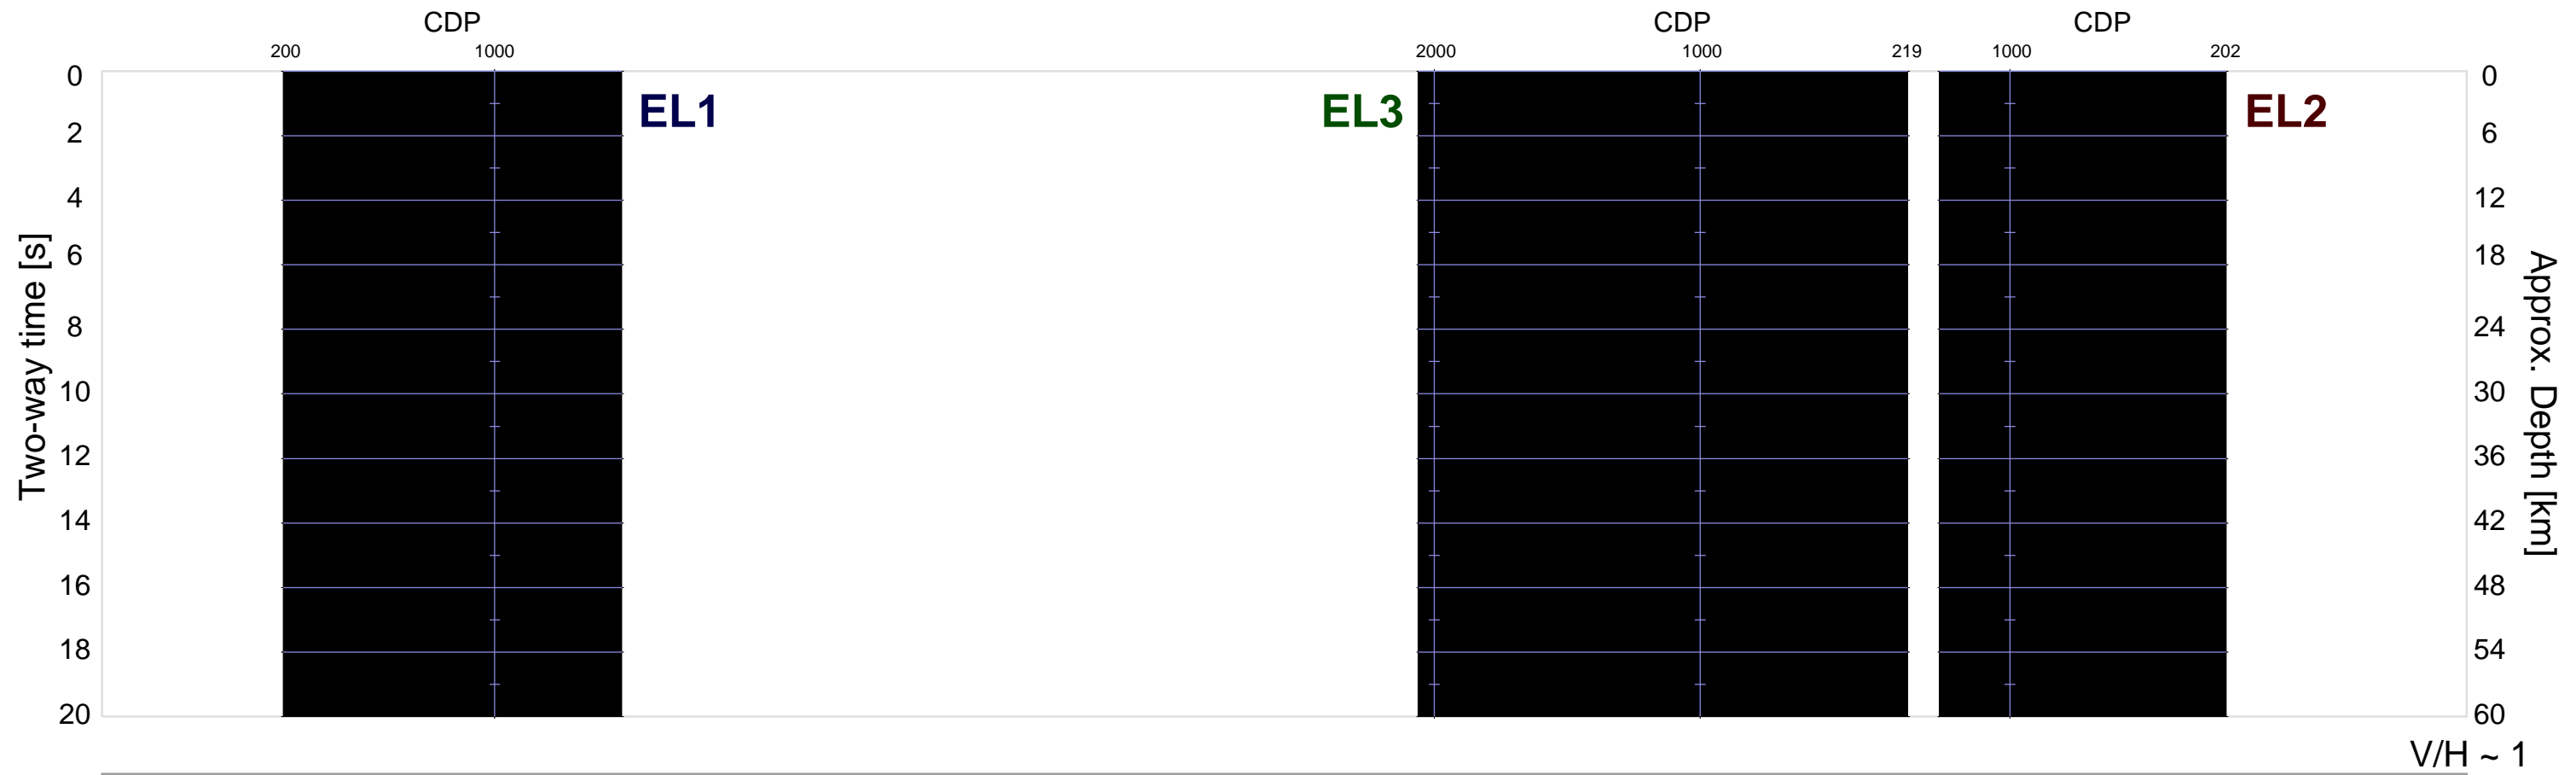 CDP CDP CDP
200 1000 2000 1000 219 1000 202
0 0
EL1 EL3 EL2
2 6
4 12
6 18
8 24
10 30
12 36
14 42
16 48
18 54
20 60
Two-way time [s]
Approx. Depth [km]
V/H ~ 1